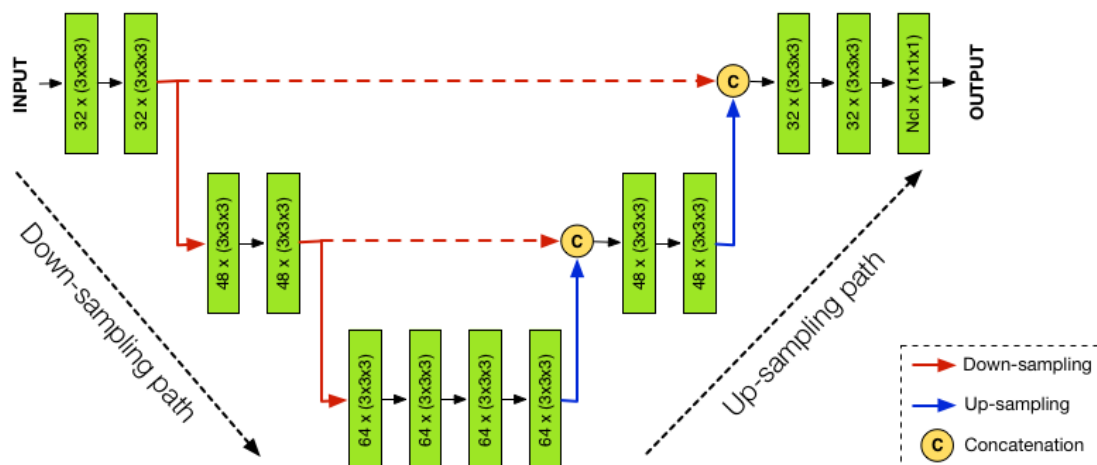 INPUT
32 x (3x3x3)
32 x (3x3x3)
C
32 x (3x3x3)
32 x (3x3x3)
Ncl x (1x1x1)
OUTPUT
48 x (3x3x3)
48 x (3x3x3)
C
48 x (3x3x3)
48 x (3x3x3)
Down-sampling path
64 x (3x3x3)
64 x (3x3x3)
64 x (3x3x3)
64 x (3x3x3)
Up-sampling path
Down-sampling
Up-sampling
C Concatenation